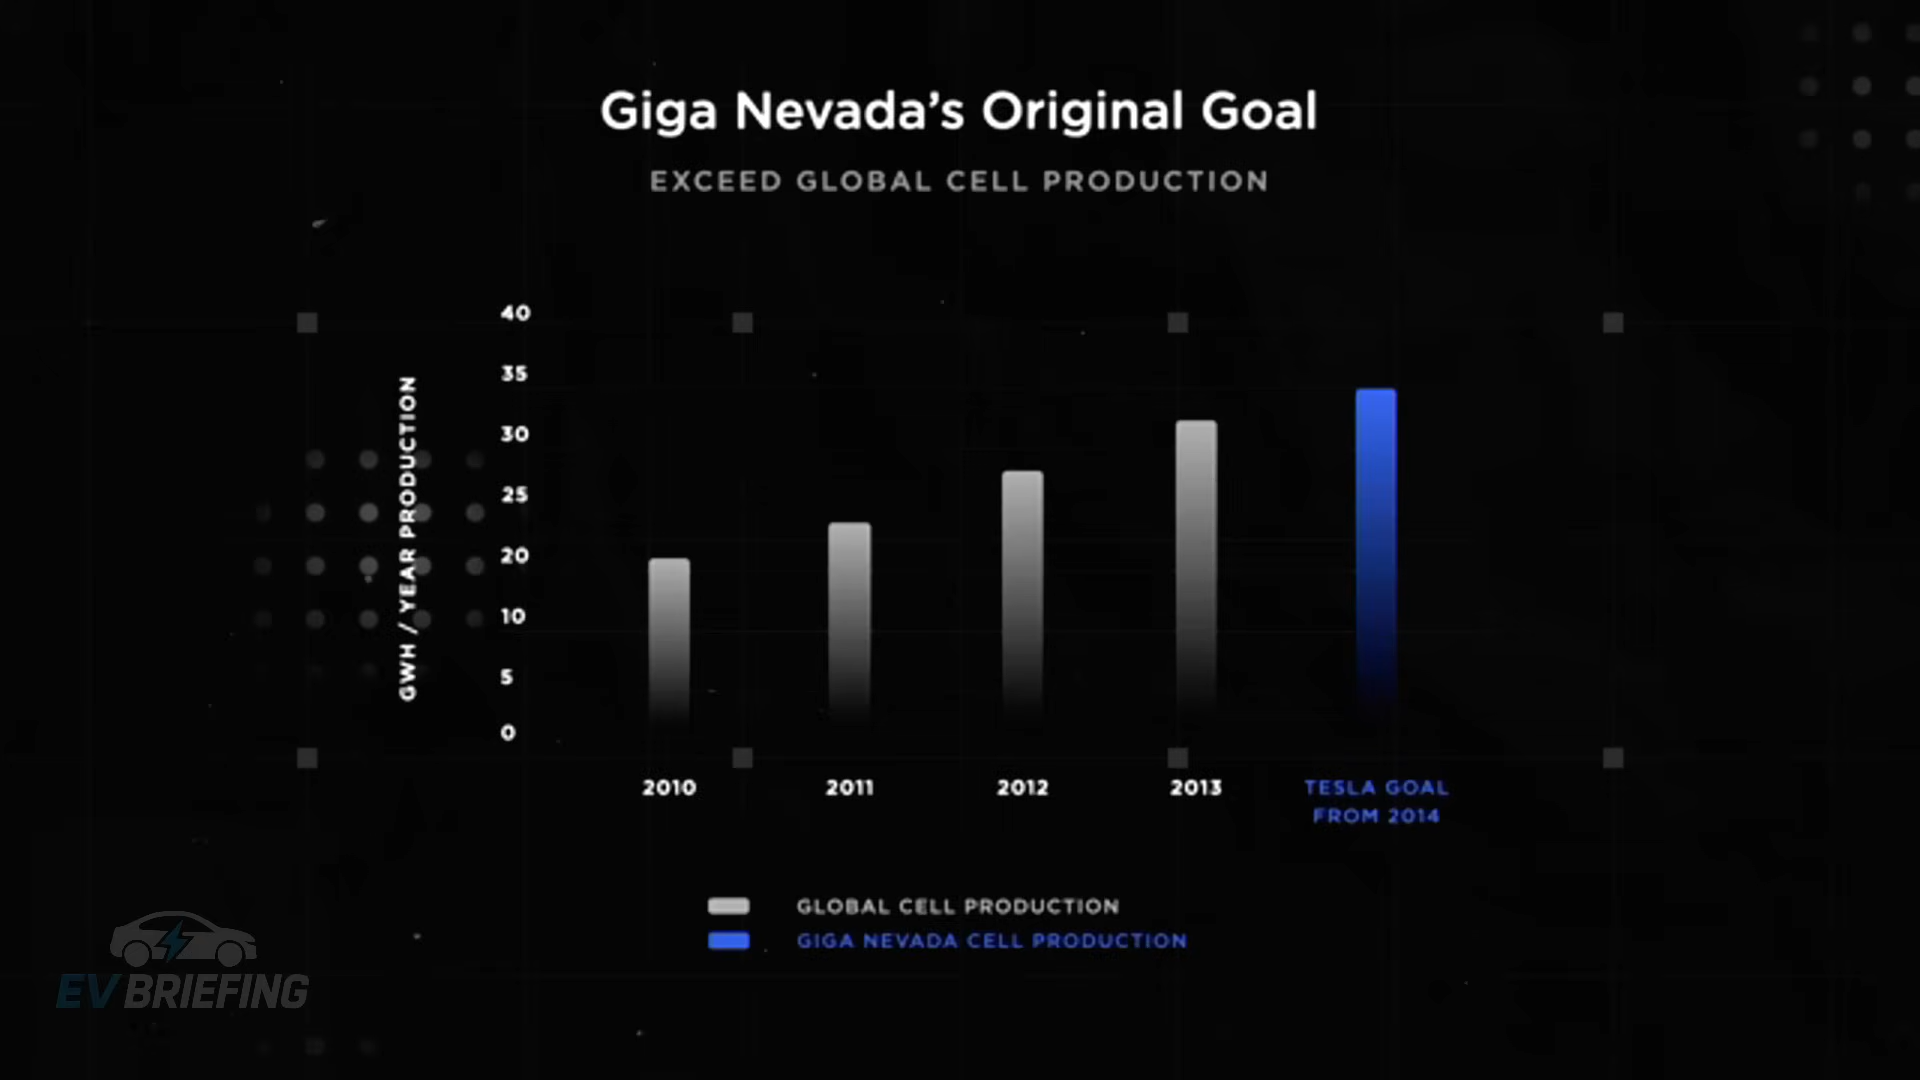 Giga Nevada’s Original Goal
EXCEED GLOBAL CELL PRODUCTION
GWH / YEAR PRODUCTION
40
35
30
25
20
10
5
0
2010
2011
2012
2013
TESLA GOAL
FROM 2014
GLOBAL CELL PRODUCTION
GIGA NEVADA CELL PRODUCTION
EV BRIEFING